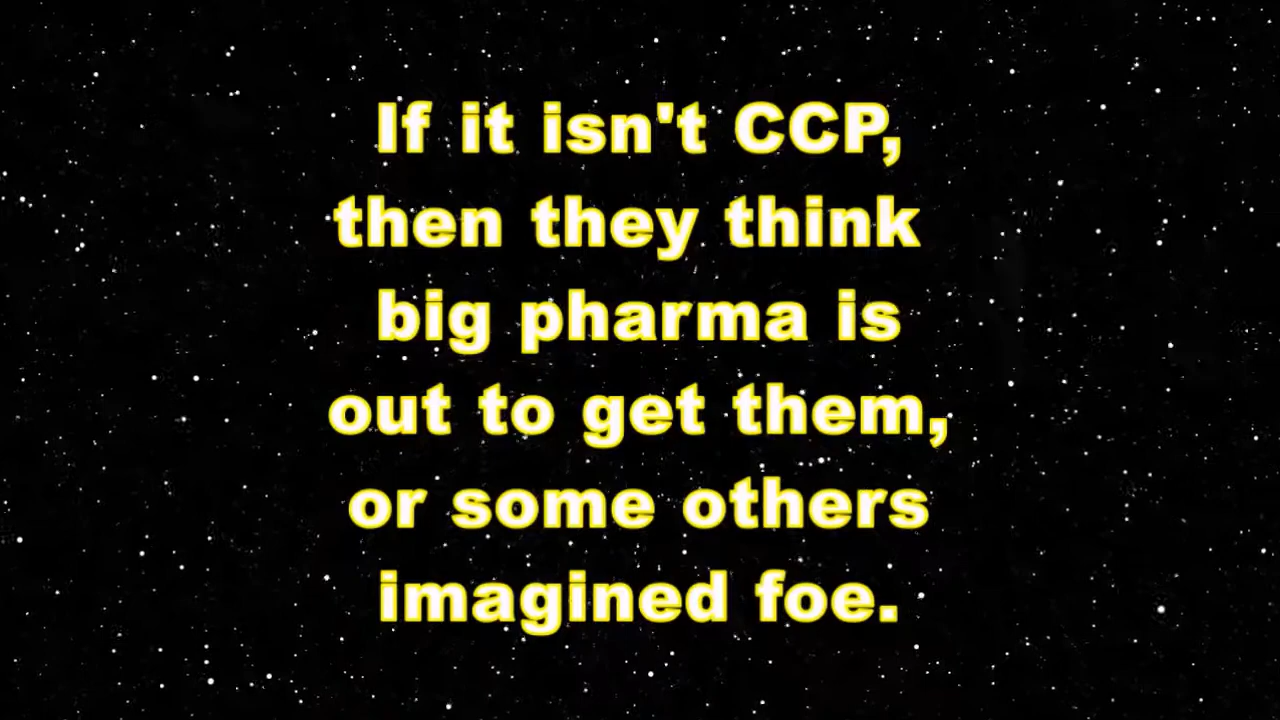 If it isn't CCP,
then they think
big pharma is
out to get them,
or some others
imagined foe.